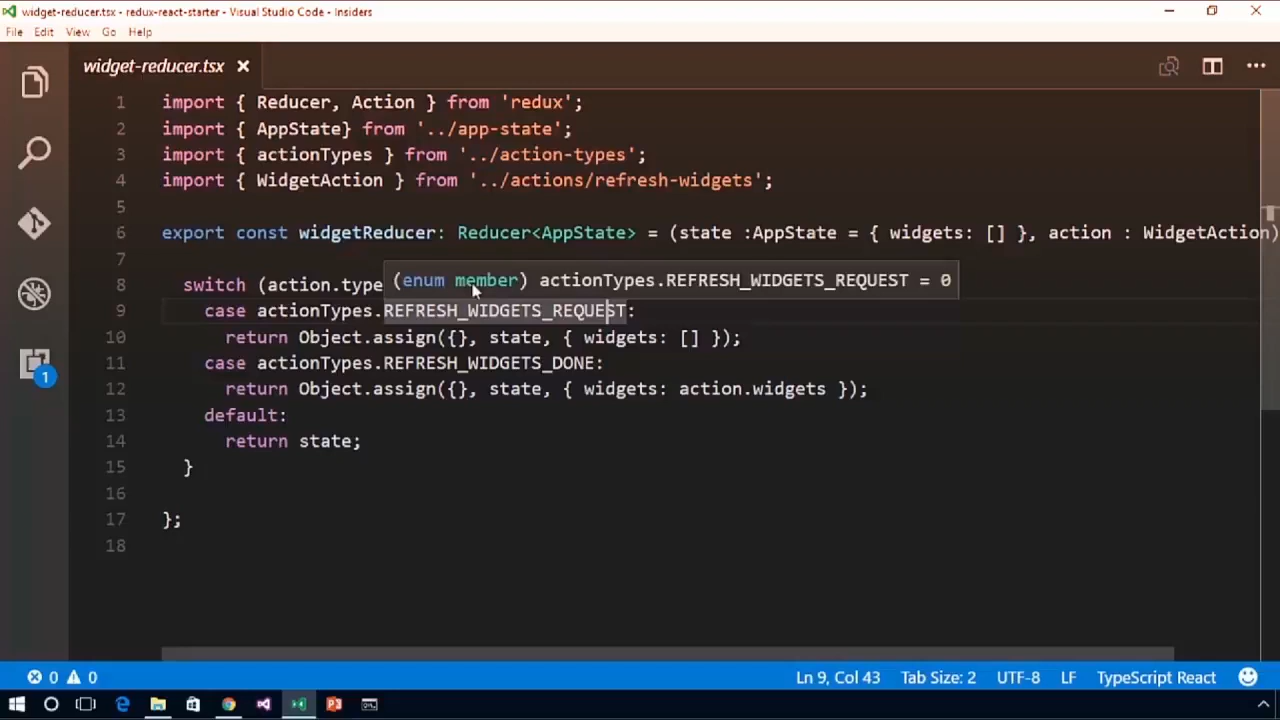 widget-reducer.tsx - redux-react-starter - Visual Studio Code - Insiders
File Edit View Go Help
widget-reducer.tsx
1 import { Reducer, Action } from 'redux';
2 import { AppState} from '../app-state';
3 import { actionTypes } from '../action-types';
4 import { WidgetAction } from '../actions/refresh-widgets';
5
6 export const widgetReducer: Reducer<AppState> = (state :AppState = { widgets: [] }, action : WidgetAction)
7
(enum member) actionTypes.REFRESH_WIDGETS_REQUEST = 0
8 switch (action.type
9 case actionTypes.REFRESH_WIDGETS_REQUEST:
10 return Object.assign({}, state, { widgets: [] });
11 case actionTypes.REFRESH_WIDGETS_DONE:
12 return Object.assign({}, state, { widgets: action.widgets });
13 default:
14 return state;
15 }
16
17 };
18
1
0 0 Ln 9, Col 43 Tab Size: 2 UTF-8 LF TypeScript React